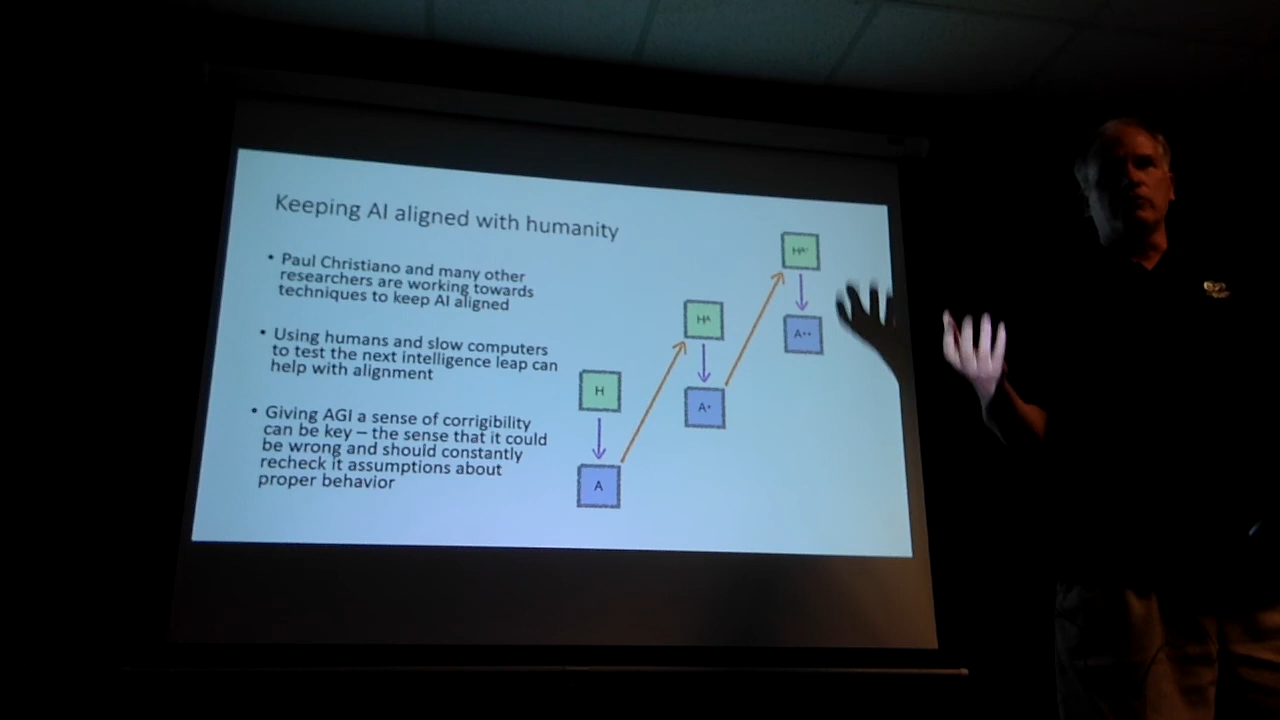 Keeping AI aligned with humanity
• Paul Christiano and many other
researchers are working towards
techniques to keep AI aligned
• Using humans and slow computers
to test the next intelligence leap can
help with alignment
• Giving AGI a sense of corrigibility
can be key – the sense that it could
be wrong and should constantly
recheck it assumptions about
proper behavior
H
A
Hᴬ
A⁺
A⁺⁺